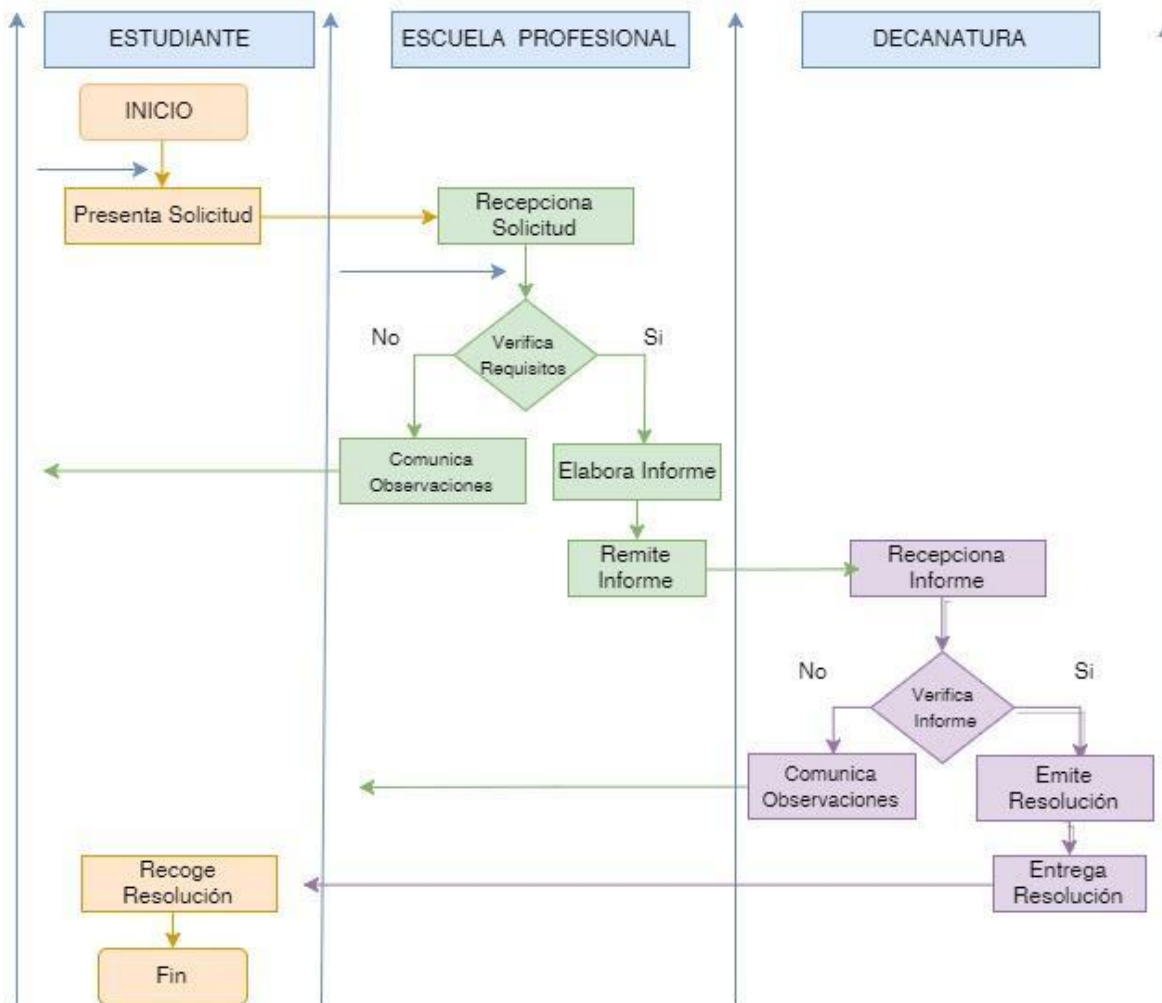 ESTUDIANTE
ESCUELA PROFESIONAL
DECANATURA
INICIO
Presenta Solicitud
Recepciona
Solicitud
No
Si
Verifica
Requisitos
Comunica
Observaciones
Elabora Informe
Remite
Informe
Recepciona
Informe
No
Si
Verifica
Informe
Comunica
Observaciones
Emite
Resolución
Recoge
Resolución
Entrega
Resolución
Fin